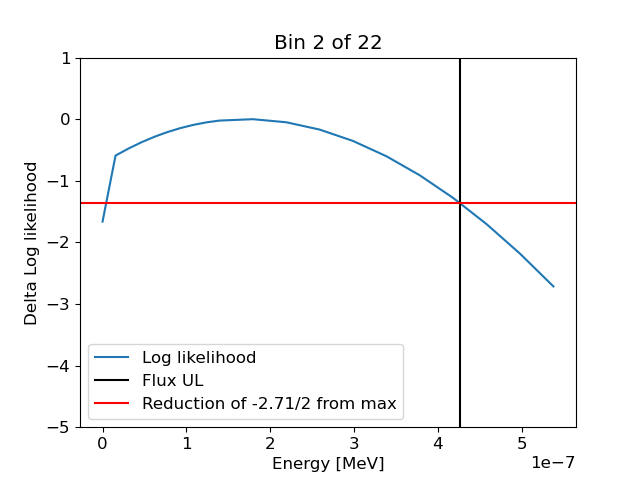 Bin 2 of 22
1
0
−1
−2
−3
−4
−5
Delta Log likelihood
Log likelihood
Flux UL
Reduction of -2.71/2 from max
0 1 2 3 4 5
1e−7
Energy [MeV]